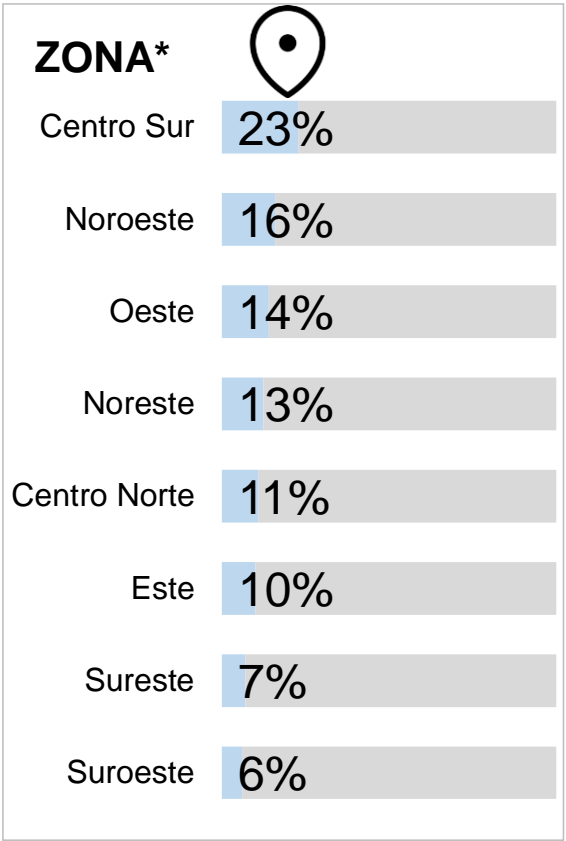 ZONA*
Centro Sur 23%
Noroeste 16%
Oeste 14%
Noreste 13%
Centro Norte 11%
Este 10%
Sureste 7%
Suroeste 6%